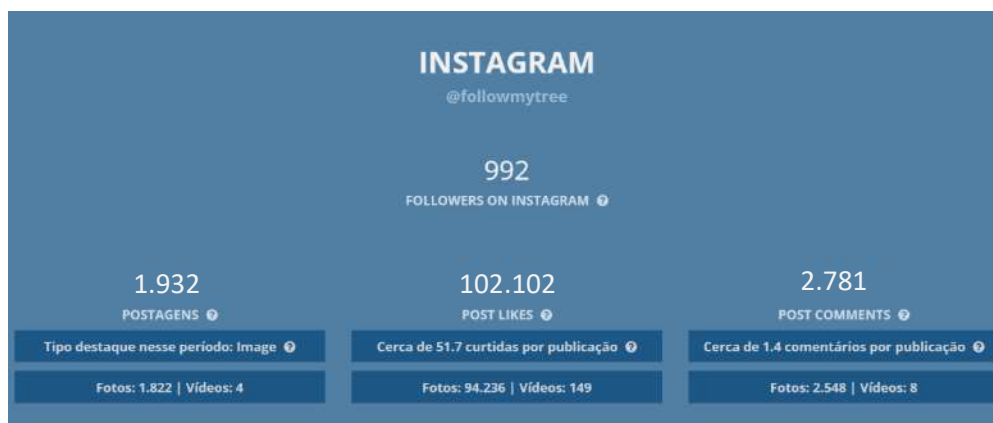 INSTAGRAM
@followmytree
992
FOLLOWERS ON INSTAGRAM
1.932
102.102
2.781
POSTAGENS
POST LIKES
POST COMMENTS
Tipo destaque nesse período: Image
Cerca de 51.7 curtidas por publicação
Cerca de 1.4 comentários por publicação
Fotos: 1.822 | Vídeos: 4
Fotos: 94.236 | Vídeos: 149
Fotos: 2.548 | Vídeos: 8